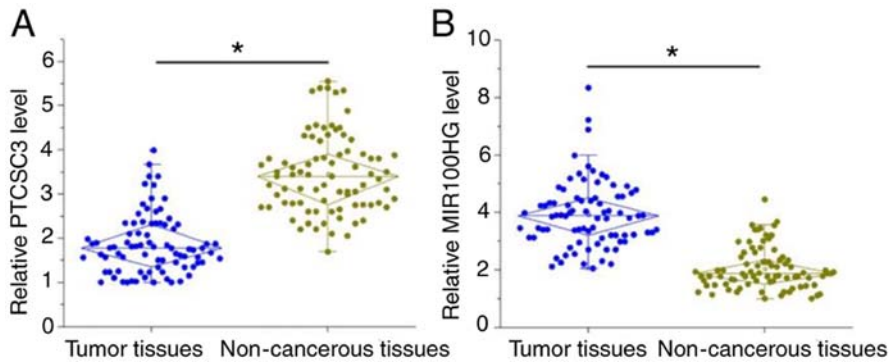 A
Relative PTCSC3 level
6
5
4
3
2
1
0
*
Tumor tissues Non-cancerous tissues
B
Relative MIR100HG level
10
8
6
4
2
0
*
Tumor tissues Non-cancerous tissues